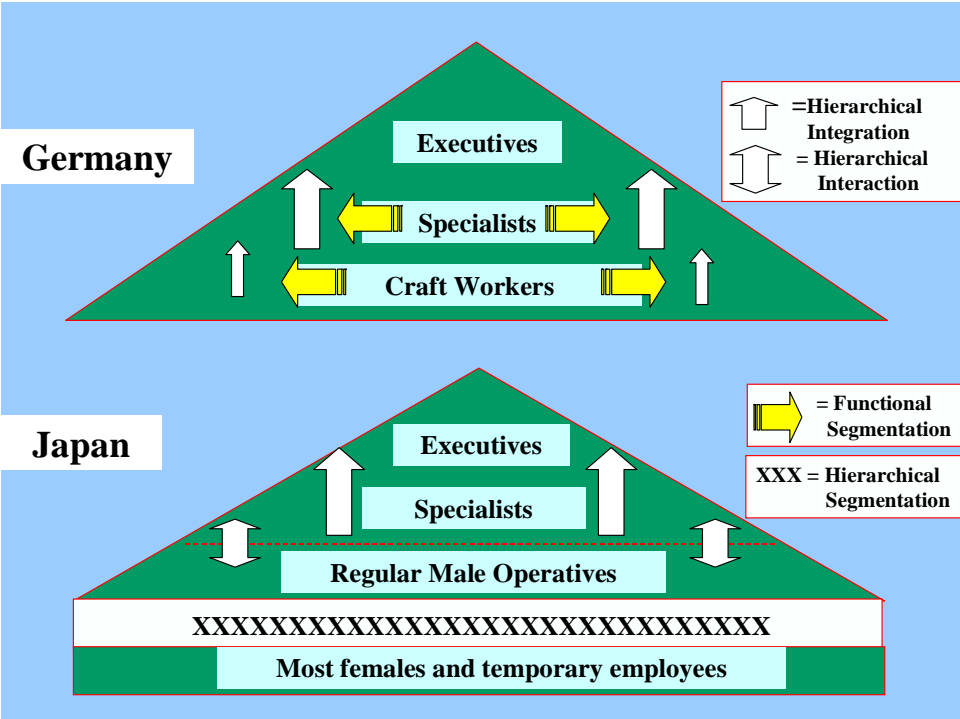 Germany
Executives
Specialists
Craft Workers
=Hierarchical
Integration
= Hierarchical
Interaction
Japan
Executives
Specialists
Regular Male Operatives
XXXXXXXXXXXXXXXXXXXXXXXXXXXXXX
Most females and temporary employees
= Functional
Segmentation
XXX = Hierarchical
Segmentation